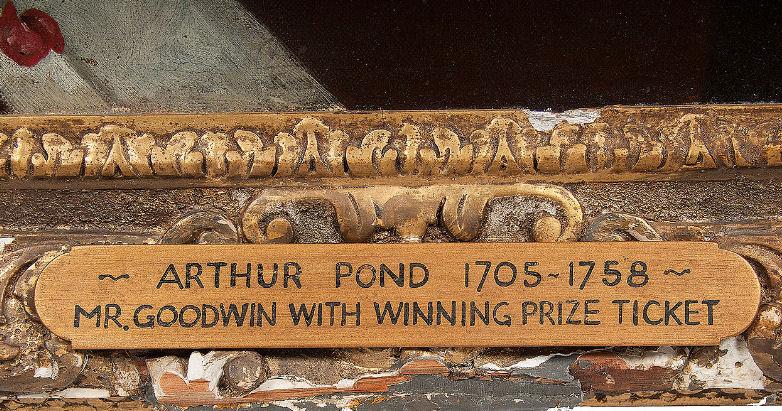 ~ ARTHUR POND 1705~1758 ~
MR. GOODWIN WITH WINNING PRIZE TICKET